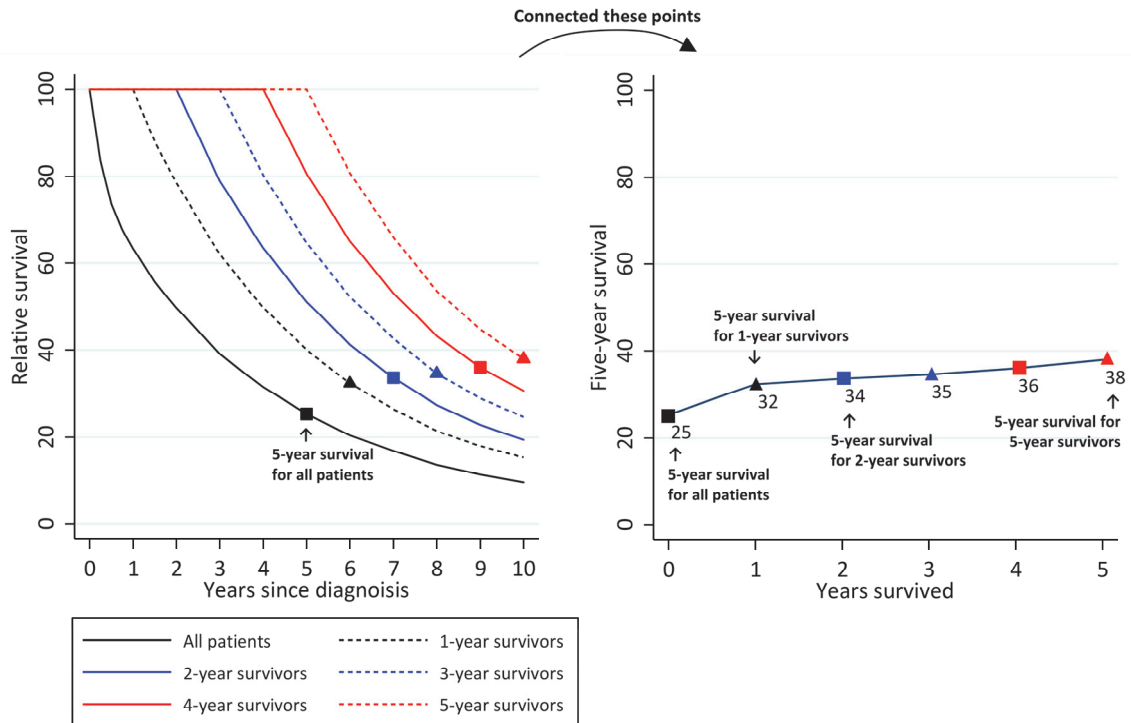 Connected these points
Relative survival
100
80
60
40
20
0
5-year survival
for all patients
0 1 2 3 4 5 6 7 8 9 10
Years since diagnoisis
Five-year survival
100
80
60
40
20
0
5-year survival
for 1-year survivors
25
32
34
35
36
38
5-year survival
for all patients
5-year survival
for 2-year survivors
5-year survival for
5-year survivors
0 1 2 3 4 5
Years survived
All patients
1-year survivors
2-year survivors
3-year survivors
4-year survivors
5-year survivors